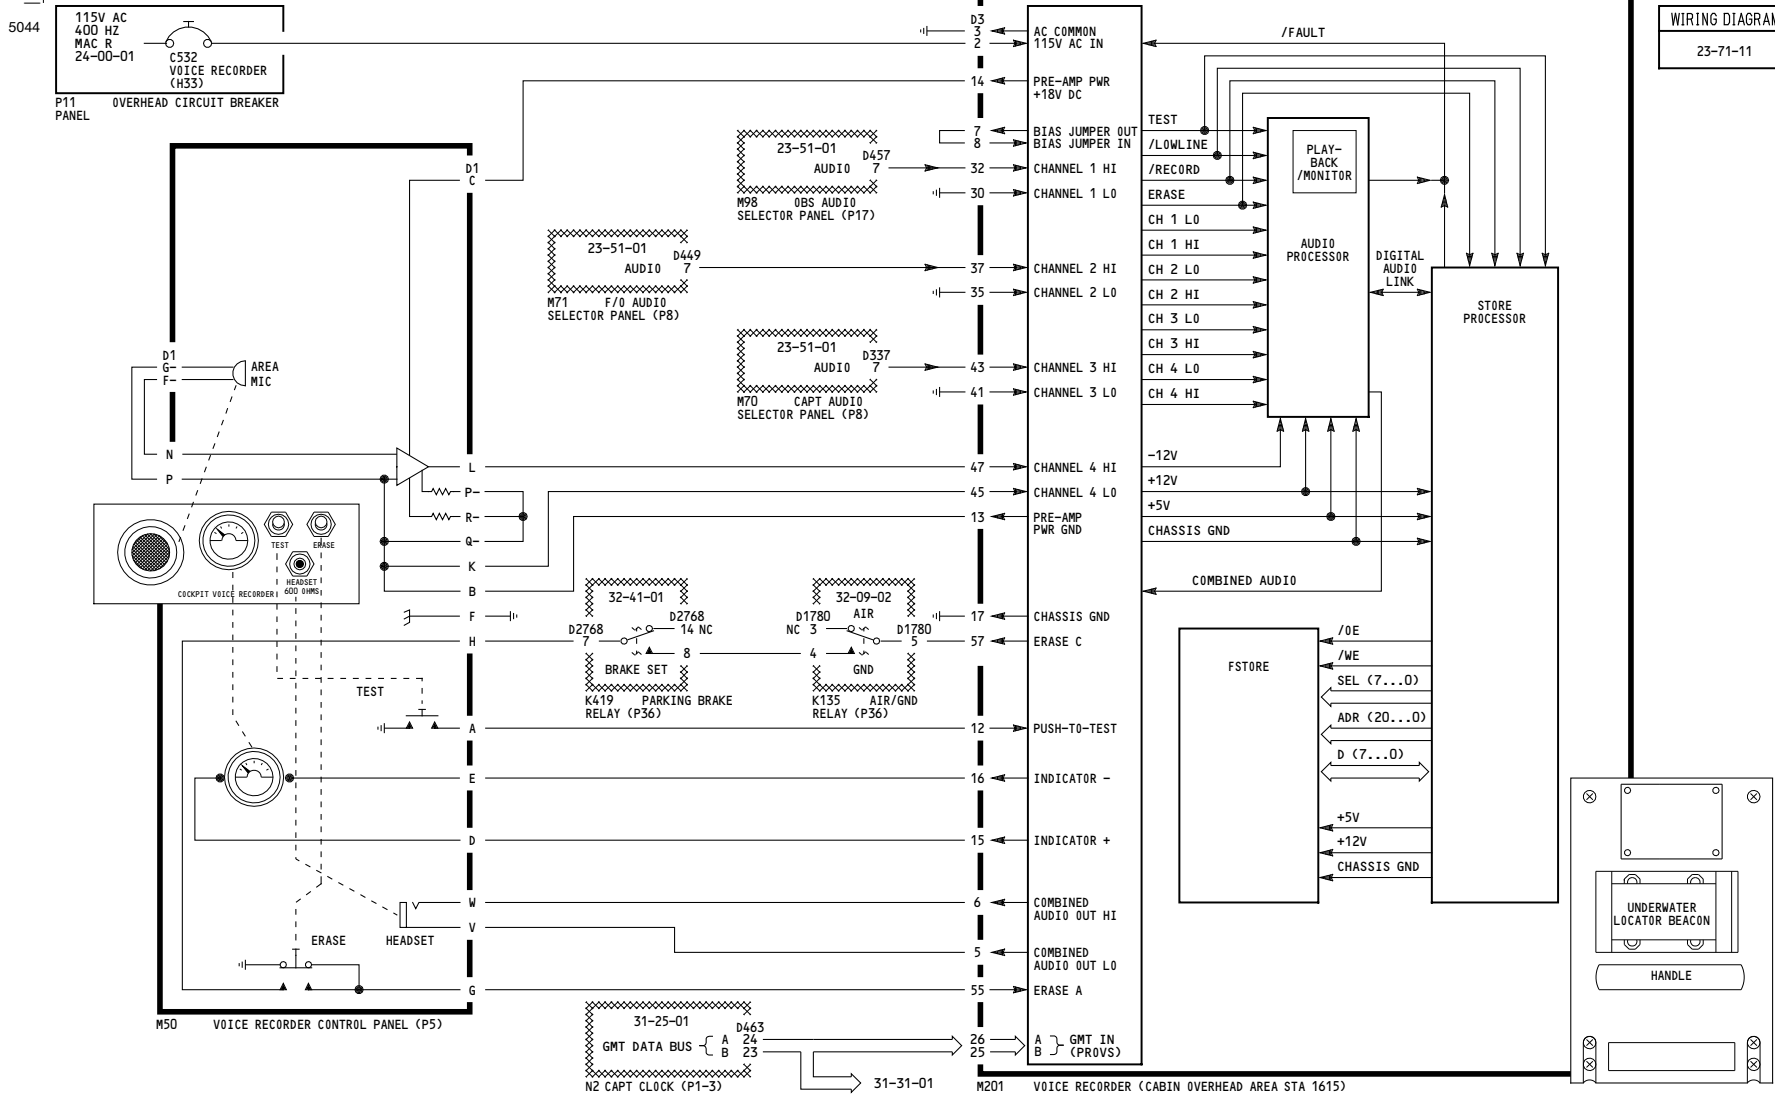 5044
115V AC
400 HZ
MAC R
24-00-01
C532
VOICE RECORDER
(H33)
P11 OVERHEAD CIRCUIT BREAKER
PANEL
WIRING DIAGRAM
23-71-11
D3
3 AC COMMON
2 115V AC IN
14 PRE-AMP PWR
+18V DC
7 BIAS JUMPER OUT
8 BIAS JUMPER IN
32 CHANNEL 1 HI
30 CHANNEL 1 LO
37 CHANNEL 2 HI
35 CHANNEL 2 LO
43 CHANNEL 3 HI
41 CHANNEL 3 LO
47 CHANNEL 4 HI
45 CHANNEL 4 LO
13 PRE-AMP
PWR GND
17 CHASSIS GND
57 ERASE C
12 PUSH-TO-TEST
16 INDICATOR -
15 INDICATOR +
6 COMBINED
AUDIO OUT HI
5 COMBINED
AUDIO OUT LO
55 ERASE A
26 A
25 B
GMT IN
(PROVS)
23-51-01
AUDIO
D457
7
M98 OBS AUDIO
SELECTOR PANEL (P17)
23-51-01
AUDIO
D449
7
M71 F/O AUDIO
SELECTOR PANEL (P8)
23-51-01
AUDIO
D337
7
M70 CAPT AUDIO
SELECTOR PANEL (P8)
/FAULT
TEST
/LOWLINE
/RECORD
ERASE
CH 1 LO
CH 1 HI
CH 2 LO
CH 2 HI
CH 3 LO
CH 3 HI
CH 4 LO
CH 4 HI
-12V
+12V
+5V
CHASSIS GND
COMBINED AUDIO
PLAY-
BACK
/MONITOR
AUDIO
PROCESSOR
DIGITAL
AUDIO
LINK
STORE
PROCESSOR
FSTORE
/OE
/WE
SEL (7...0)
ADR (20...0)
D (7...0)
+5V
+12V
CHASSIS GND
UNDERWATER
LOCATOR BEACON
HANDLE
D1
C
D1
G-
F-
AREA
MIC
N
P
L
P-
R-
Q-
K
B
F
H
A
E
D
W
V
G
TEST
ERASE
HEADSET
600 OHMS
COCKPIT VOICE RECORDER
TEST
ERASE
HEADSET
M50 VOICE RECORDER CONTROL PANEL (P5)
32-41-01
D2768
7
D2768
14 NC
8
BRAKE SET
K419 PARKING BRAKE
RELAY (P36)
32-09-02
AIR
D1780
NC 3
4
D1780
5
GND
K135 AIR/GND
RELAY (P36)
31-25-01
D463
GMT DATA BUS
A 24
B 23
N2 CAPT CLOCK (P1-3)
31-31-01
M201 VOICE RECORDER (CABIN OVERHEAD AREA STA 1615)